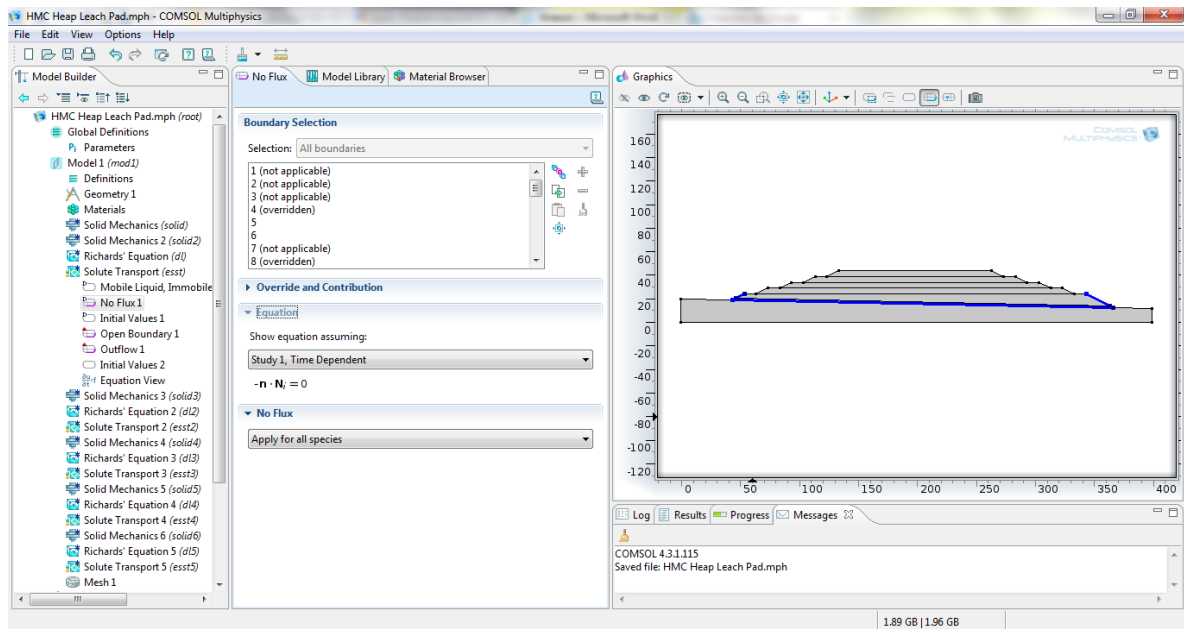 HMC Heap Leach Pad.mph - COMSOL Multiphysics
File Edit View Options Help
Model Builder
HMC Heap Leach Pad.mph (root)
Global Definitions
Pi Parameters
Model 1 (mod1)
Definitions
Geometry 1
Materials
Solid Mechanics (solid)
Solid Mechanics 2 (solid2)
Richards' Equation (dl)
Solute Transport (esst)
Mobile Liquid, Immobile
No Flux 1
Initial Values 1
Open Boundary 1
Outflow 1
Initial Values 2
Equation View
Solid Mechanics 3 (solid3)
Richards' Equation 2 (dl2)
Solute Transport 2 (esst2)
Solid Mechanics 4 (solid4)
Richards' Equation 3 (dl3)
Solute Transport 3 (esst3)
Solid Mechanics 5 (solid5)
Richards' Equation 4 (dl4)
Solute Transport 4 (esst4)
Solid Mechanics 6 (solid6)
Richards' Equation 5 (dl5)
Solute Transport 5 (esst5)
Mesh 1
No Flux Model Library Material Browser
Boundary Selection
Selection: All boundaries
1 (not applicable)
2 (not applicable)
3 (not applicable)
4 (overridden)
5
6
7 (not applicable)
8 (overridden)
Override and Contribution
Equation
Show equation assuming:
Study 1, Time Dependent
-n · Ni = 0
No Flux
Apply for all species
Graphics
COMSOL
MULTIPHYSICS
160
140
120
100
80
60
40
20
0
-20
-40
-60
-80
-100
-120
0 50 100 150 200 250 300 350 400
Log Results Progress Messages
COMSOL 4.3.1.115
Saved file: HMC Heap Leach Pad.mph
1.89 GB | 1.96 GB